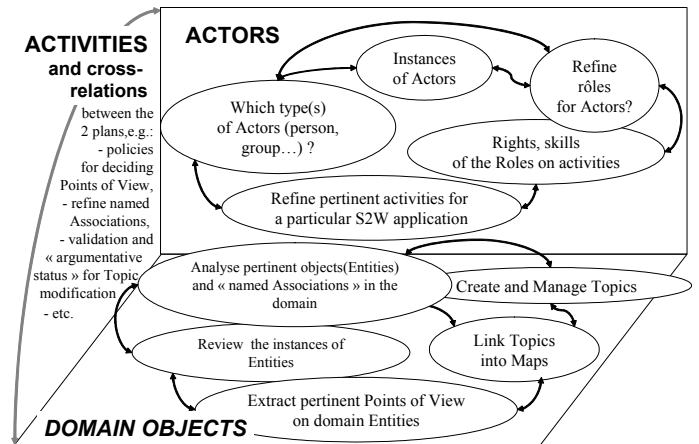 ACTIVITIES
and cross-
relations
between the
2 plans,e.g.:
- policies
for deciding
Points of View,
- refine named
Associations,
- validation and
« argumentative
status » for Topic
modification
- etc.
ACTORS
Instances
of Actors
Refine
rôles
for Actors?
Which type(s)
of Actors (person,
group…) ?
Rights, skills
of the Roles on activities
Refine pertinent activities for
a particular S2W application
Analyse pertinent objects(Entities)
and « named Associations » in the
domain
Create and Manage Topics
Review the instances of
Entities
Link Topics
into Maps
Extract pertinent Points of View
on domain Entities
DOMAIN OBJECTS